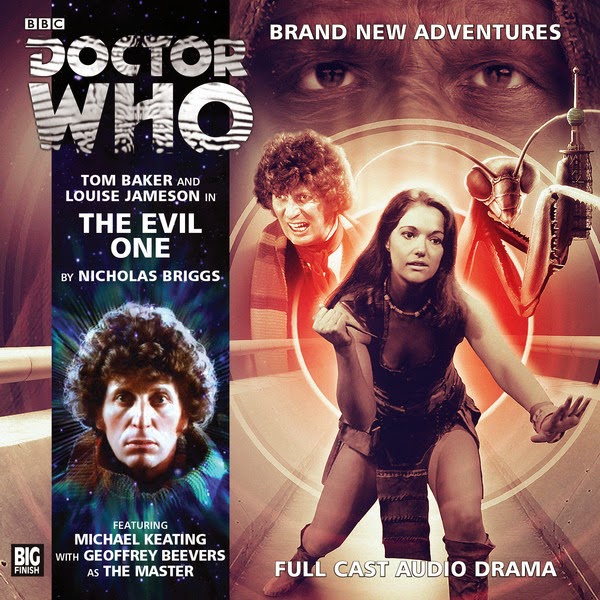 BBC
DOCTOR
WHO
BRAND NEW ADVENTURES
TOM BAKER AND
LOUISE JAMESON IN
THE EVIL
ONE
BY NICHOLAS BRIGGS
FEATURING
MICHAEL KEATING
WITH GEOFFREY BEEVERS
AS THE MASTER
BIG
FINISH
FULL CAST AUDIO DRAMA